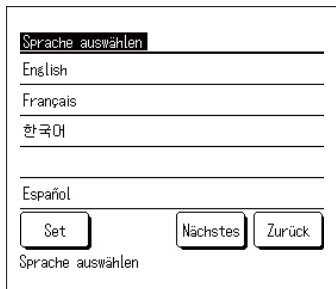 Sprache auswählen
English
Français
한국어
Español
Set Nächstes Zurück
Sprache auswählen